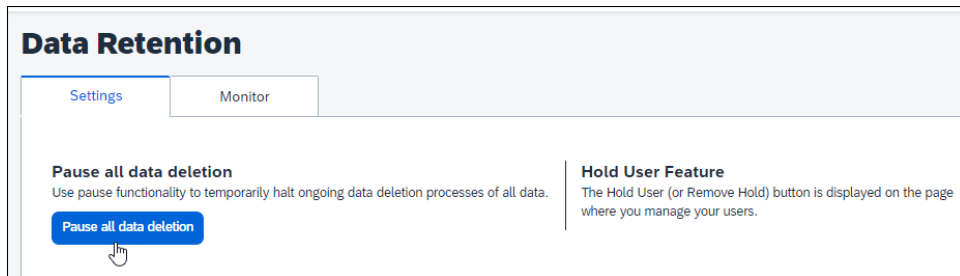 Data Retention
Settings
Monitor
Pause all data deletion
Use pause functionality to temporarily halt ongoing data deletion processes of all data.
Pause all data deletion
Hold User Feature
The Hold User (or Remove Hold) button is displayed on the page
where you manage your users.